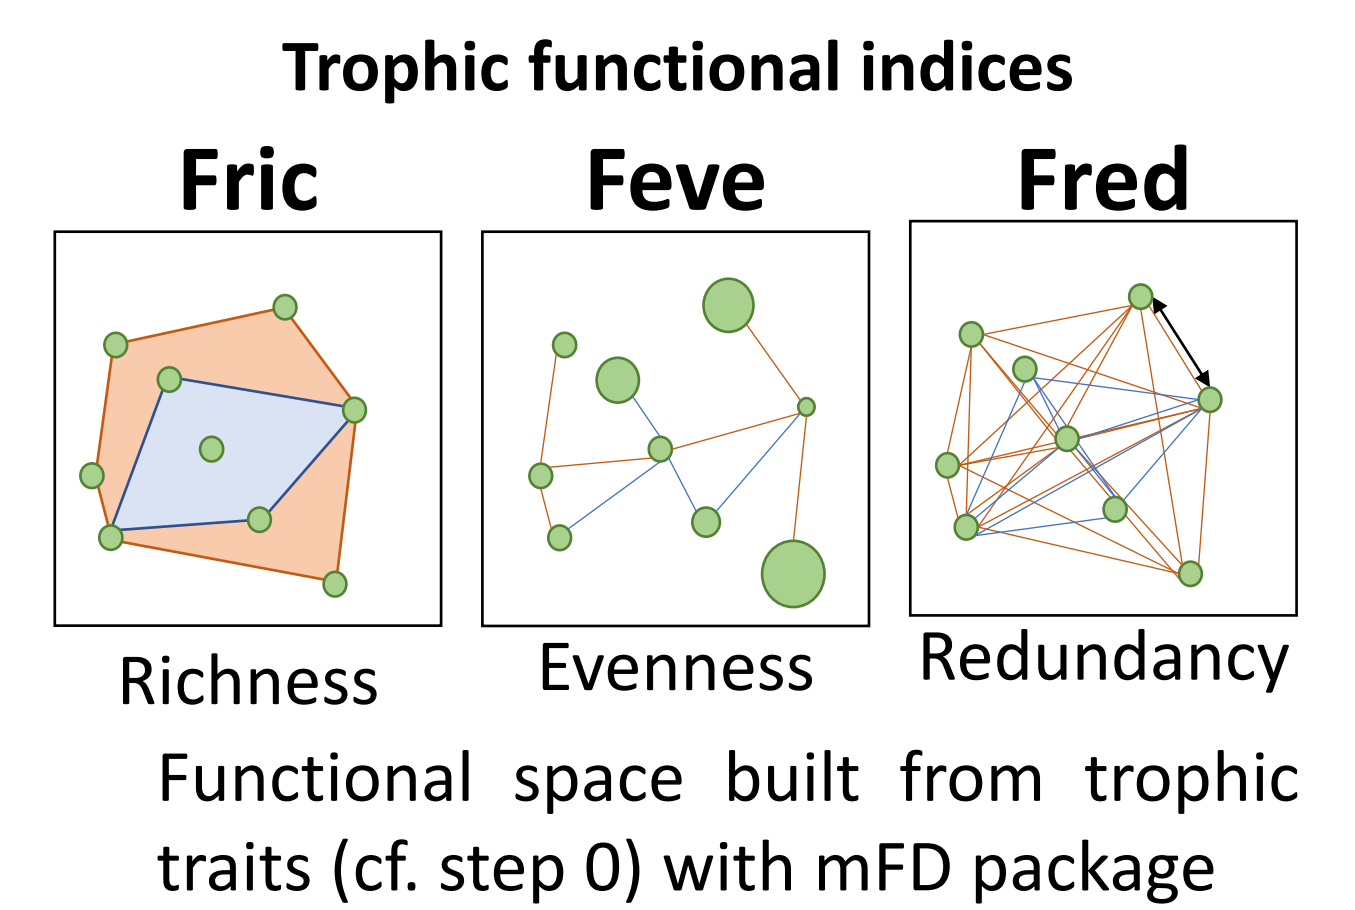 Trophic functional indices
Fric
Feve
Fred
Richness
Evenness
Redundancy
Functional space built from trophic
traits (cf. step 0) with mFD package